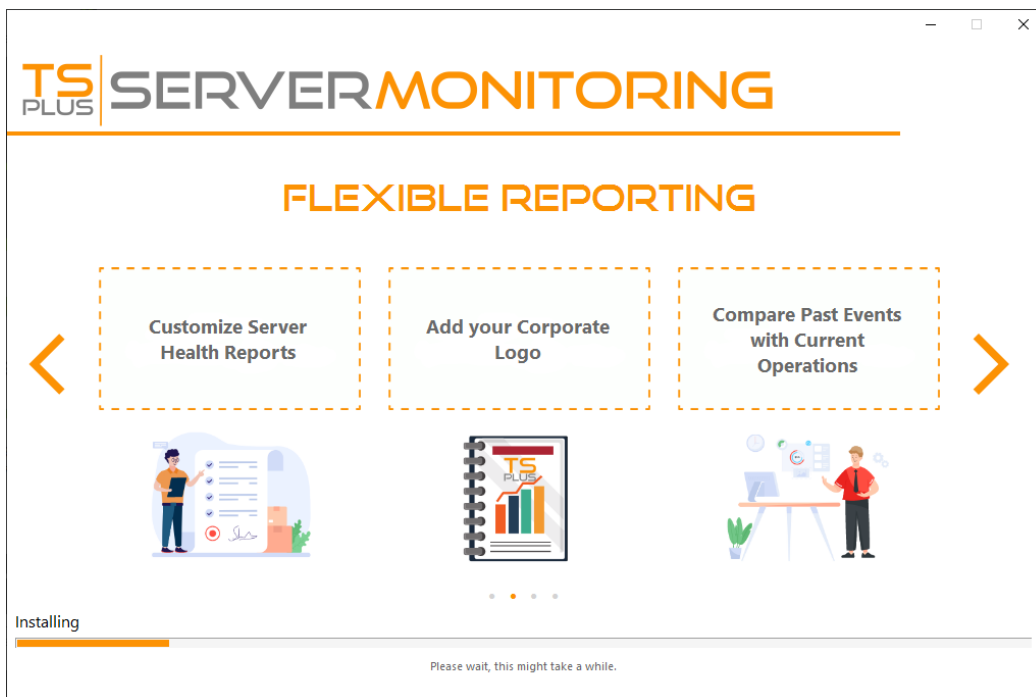 TS
PLUS
SERVERMONITORING
FLEXIBLE REPORTING
Customize Server
Health Reports
Add your Corporate
Logo
Compare Past Events
with Current
Operations
TS
PLUS
Installing
Please wait, this might take a while.